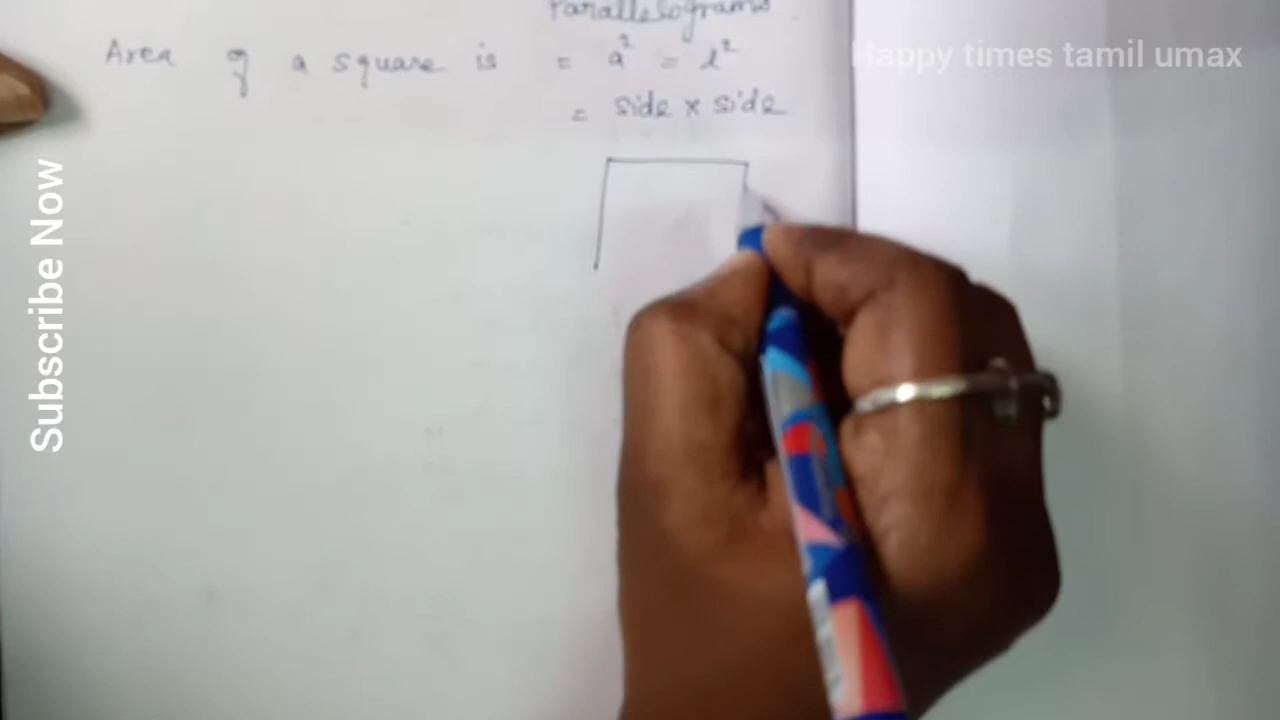 Parallelograms
Area of a square is = a² = l²
= side x side
Happy times tamil umax
Subscribe Now